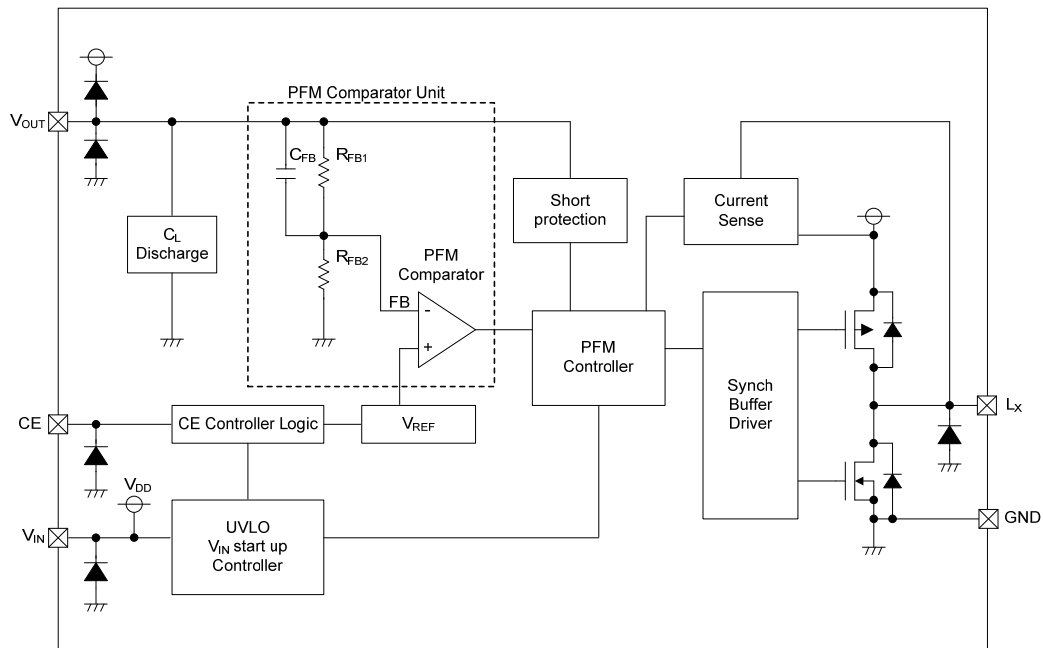 PFM Comparator Unit
VOUT
CFB
RFB1
Short
protection
Current
Sense
CL
Discharge
RFB2
PFM
Comparator
FB
-
+
PFM
Controller
Synch
Buffer
Driver
CE
CE Controller Logic
VREF
LX
VDD
VIN
UVLO
VIN start up
Controller
GND